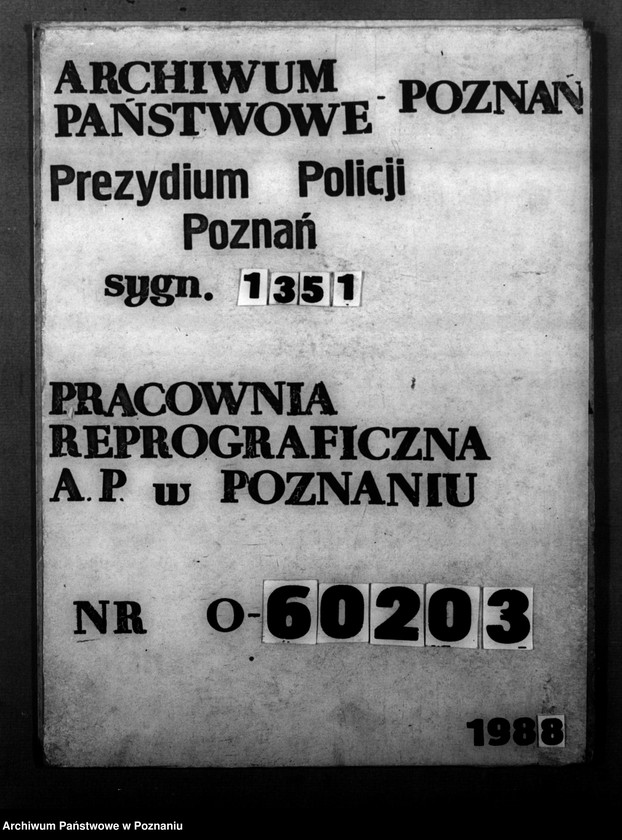 ARCHIWUM
PAŃSTWOWE - POZNAŃ
Prezydium Policji
Poznań
sygn. 1351
PRACOWNIA
REPROGRAFICZNA
A.P. w POZNANIU
NR O-60203
1988
Archiwum Państwowe w Poznaniu